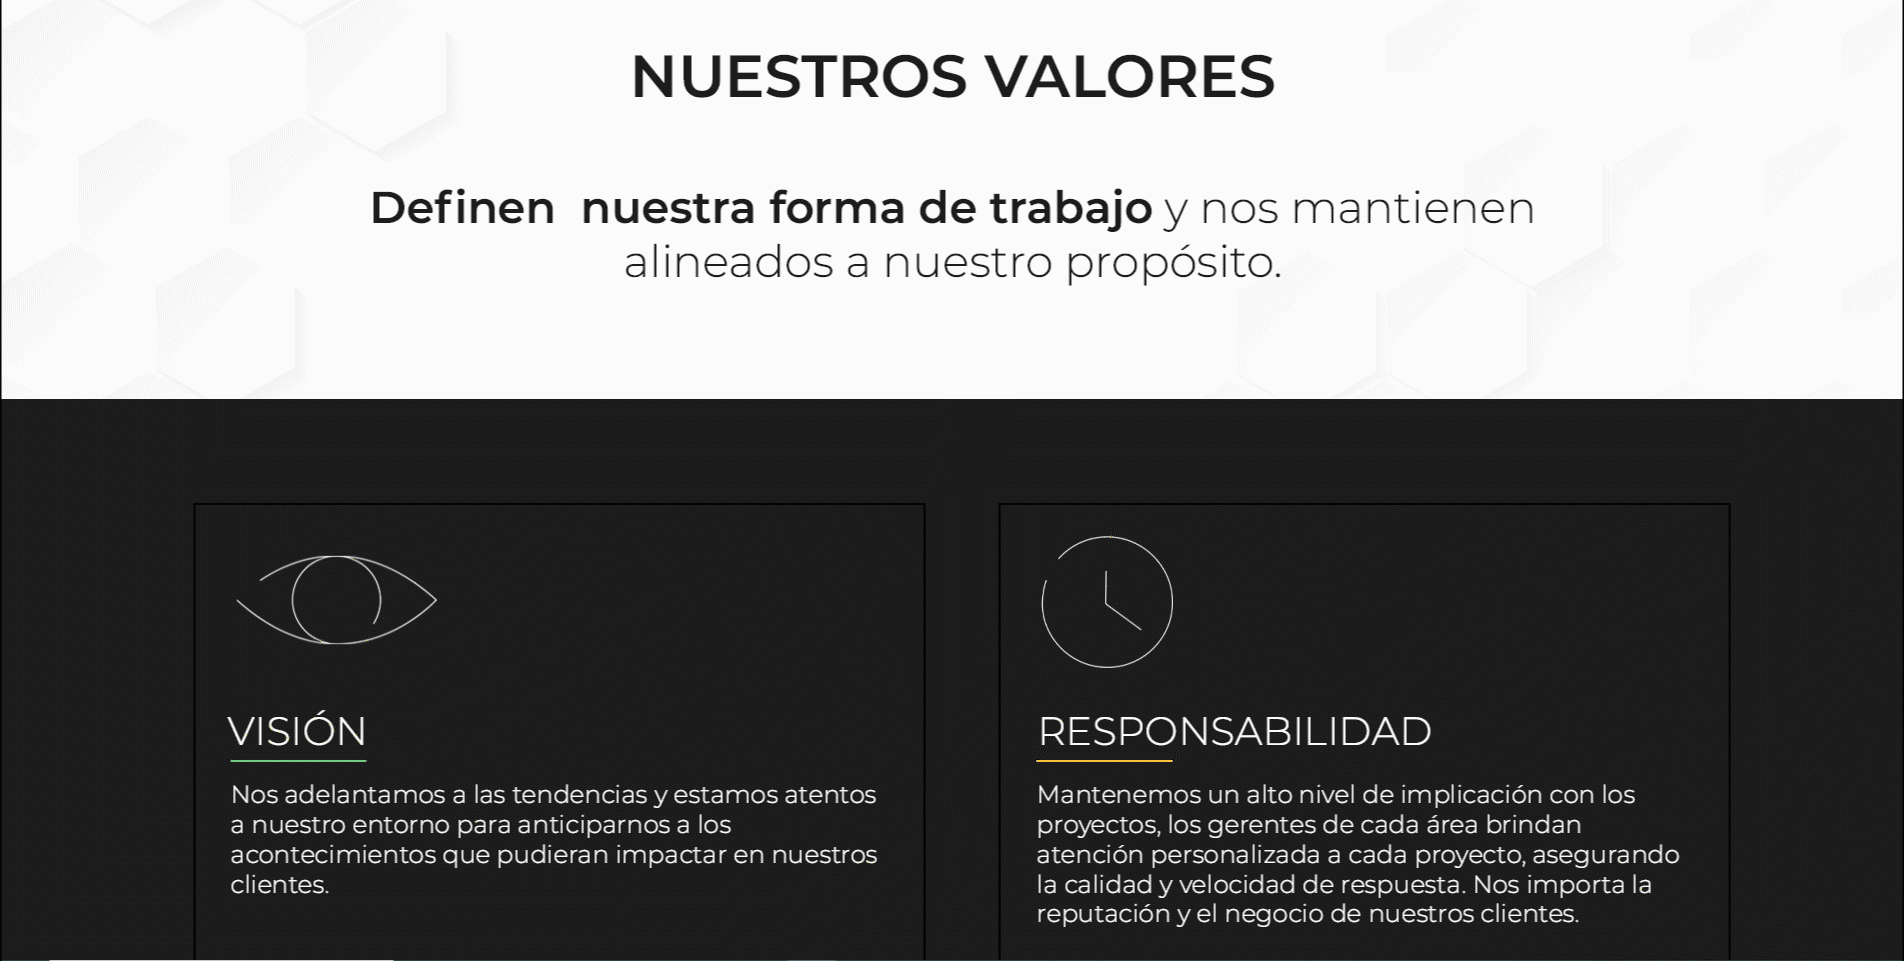 NUESTROS VALORES
Definen  nuestra forma de trabajo y nos mantienen
alineados a nuestro propósito.
VISIÓN
Nos adelantamos a las tendencias y estamos atentos
a nuestro entorno para anticiparnos a los
acontecimientos que pudieran impactar en nuestros
clientes.
RESPONSABILIDAD
Mantenemos un alto nivel de implicación con los
proyectos, los gerentes de cada área brindan
atención personalizada a cada proyecto, asegurando
la calidad y velocidad de respuesta. Nos importa la
reputación y el negocio de nuestros clientes.